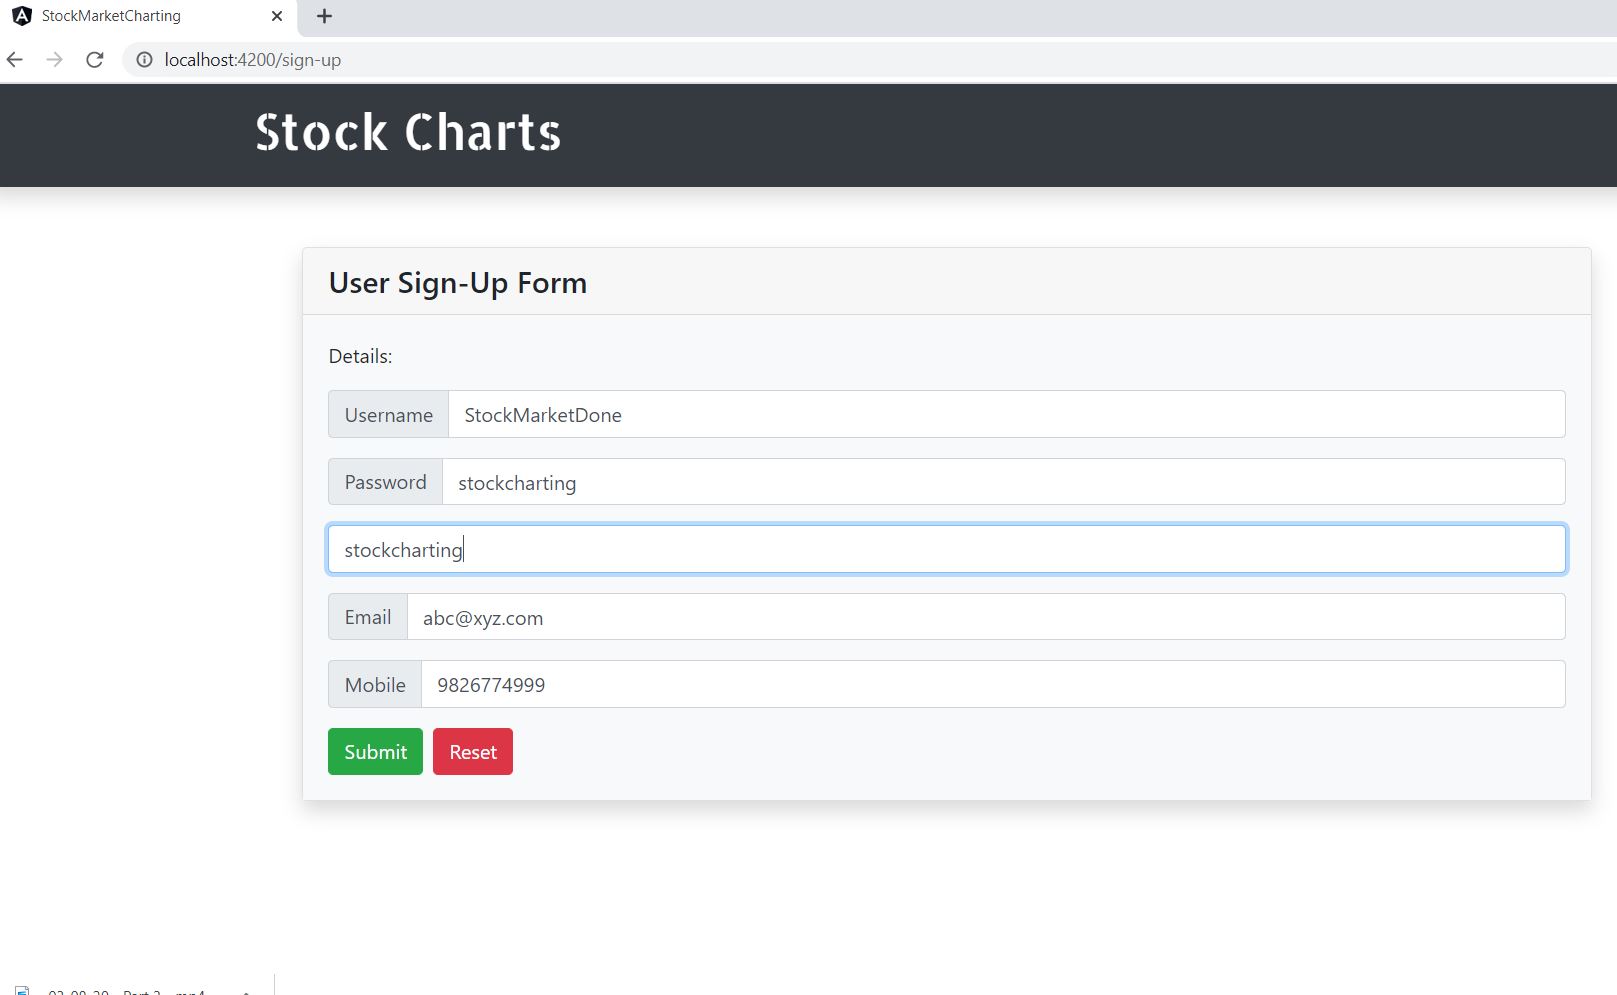 StockMarketCharting
localhost:4200/sign-up
Stock Charts
User Sign-Up Form
Details:
Username StockMarketDone
Password stockcharting
stockcharting
Email abc@xyz.com
Mobile 9826774999
Submit Reset